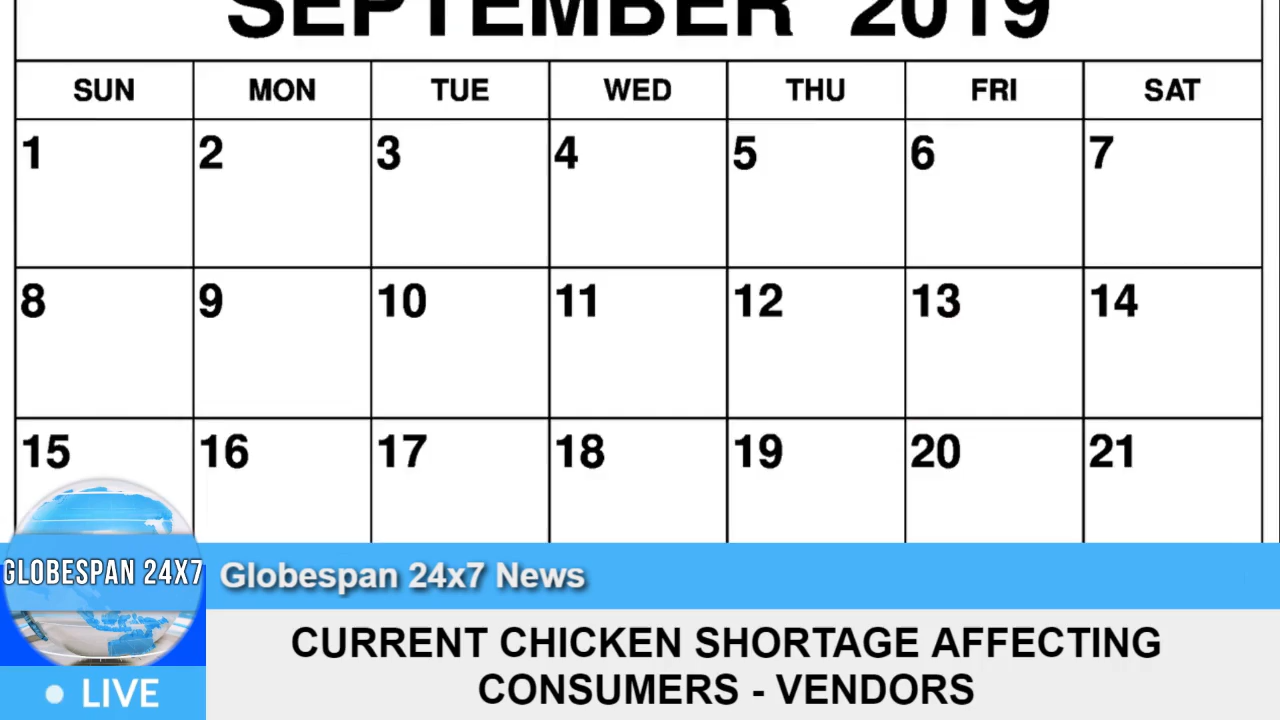 SEPTEMBER 2019
SUN MON TUE WED THU FRI SAT
1 2 3 4 5 6 7
8 9 10 11 12 13 14
15 16 17 18 19 20 21
GLOBESPAN 24X7
Globespan 24x7 News
CURRENT CHICKEN SHORTAGE AFFECTING
CONSUMERS - VENDORS
LIVE